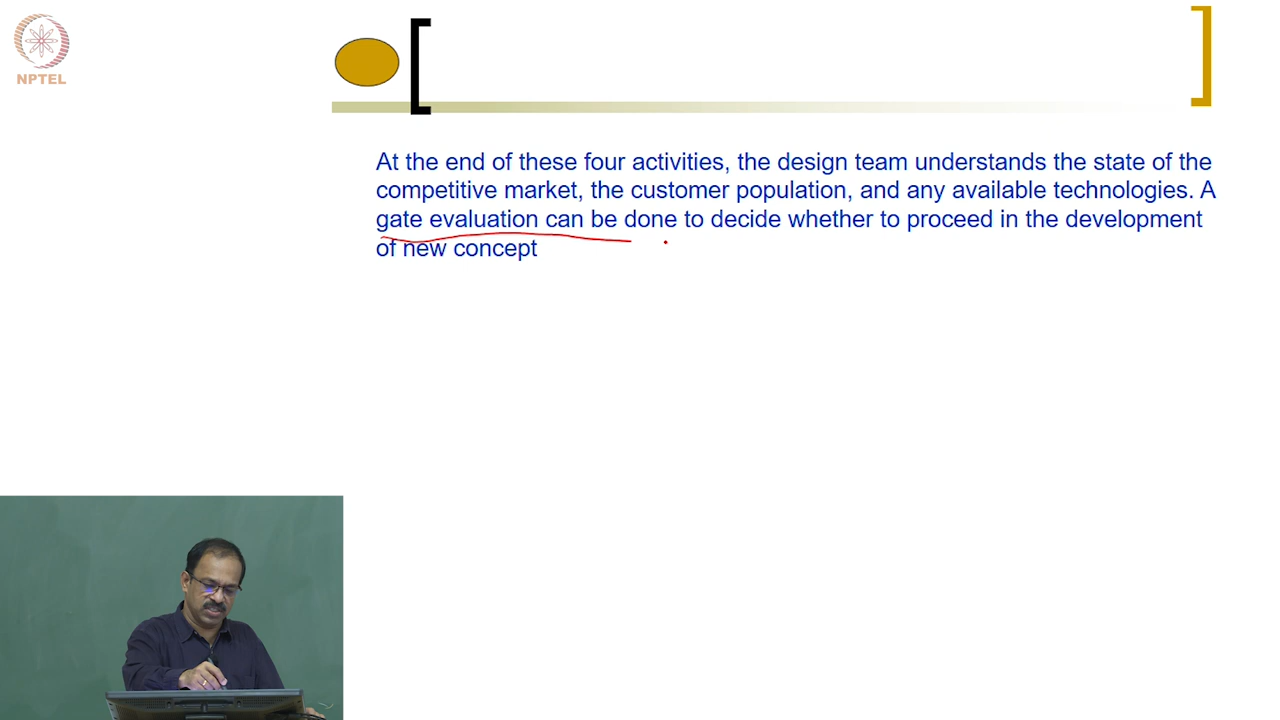 NPTEL
At the end of these four activities, the design team understands the state of the
competitive market, the customer population, and any available technologies. A
gate evaluation can be done to decide whether to proceed in the development
of new concept